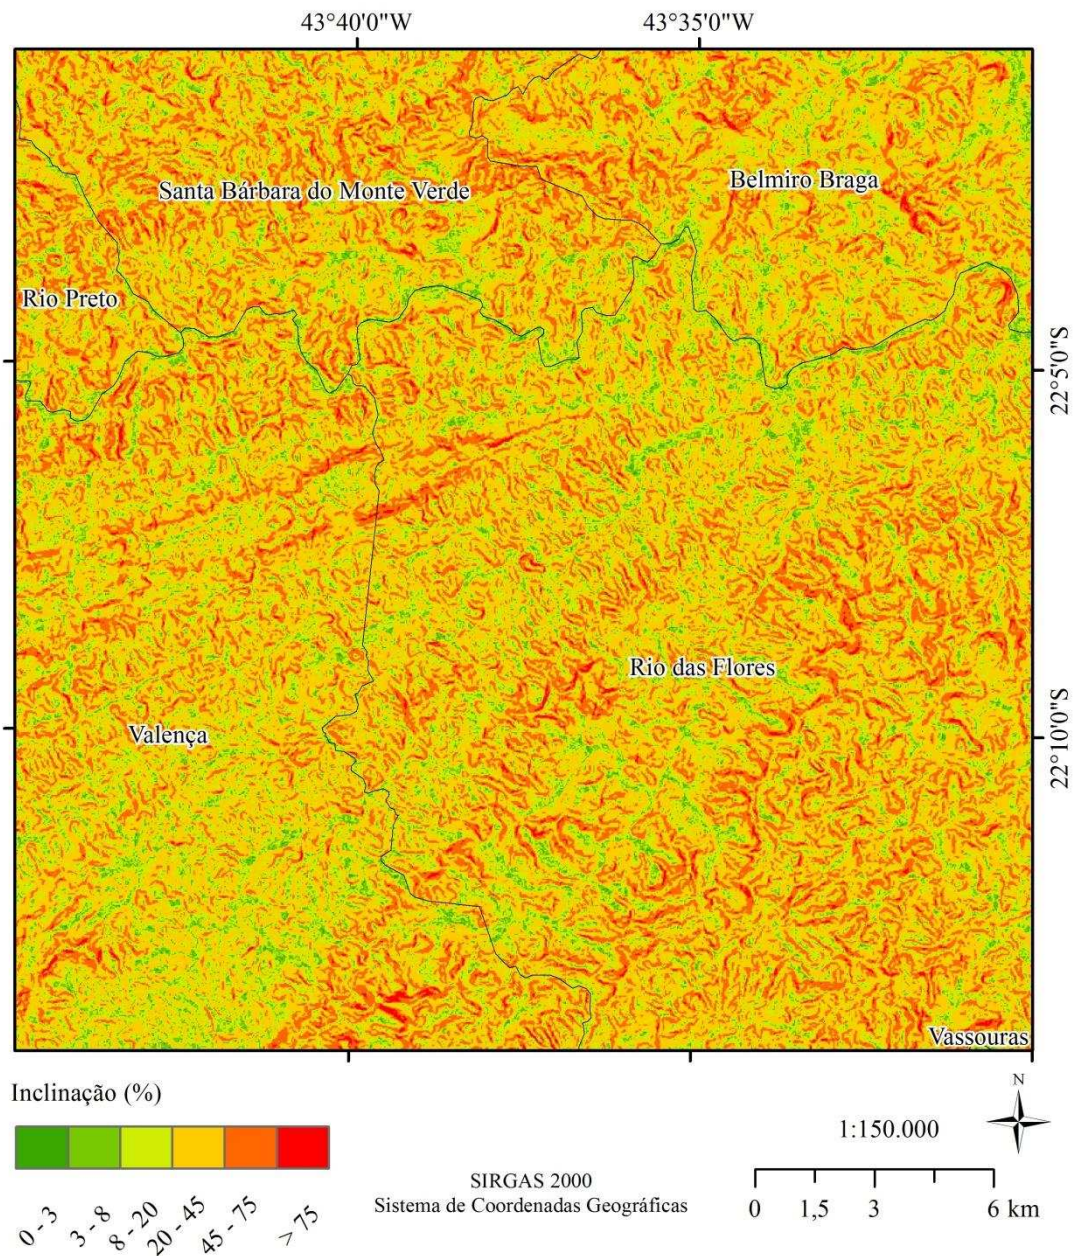 43°40'0"W 43°35'0"W
Santa Bárbara do Monte Verde
Belmiro Braga
Rio Preto
22°5'0"S
Rio das Flores
Valença
22°10'0"S
Vassouras
Inclinação (%)
N
1:150.000
SIRGAS 2000
Sistema de Coordenadas Geográficas
0 1,5 3 6 km
0 - 3
3 - 8
8 - 20
20 - 45
45 - 75
> 75